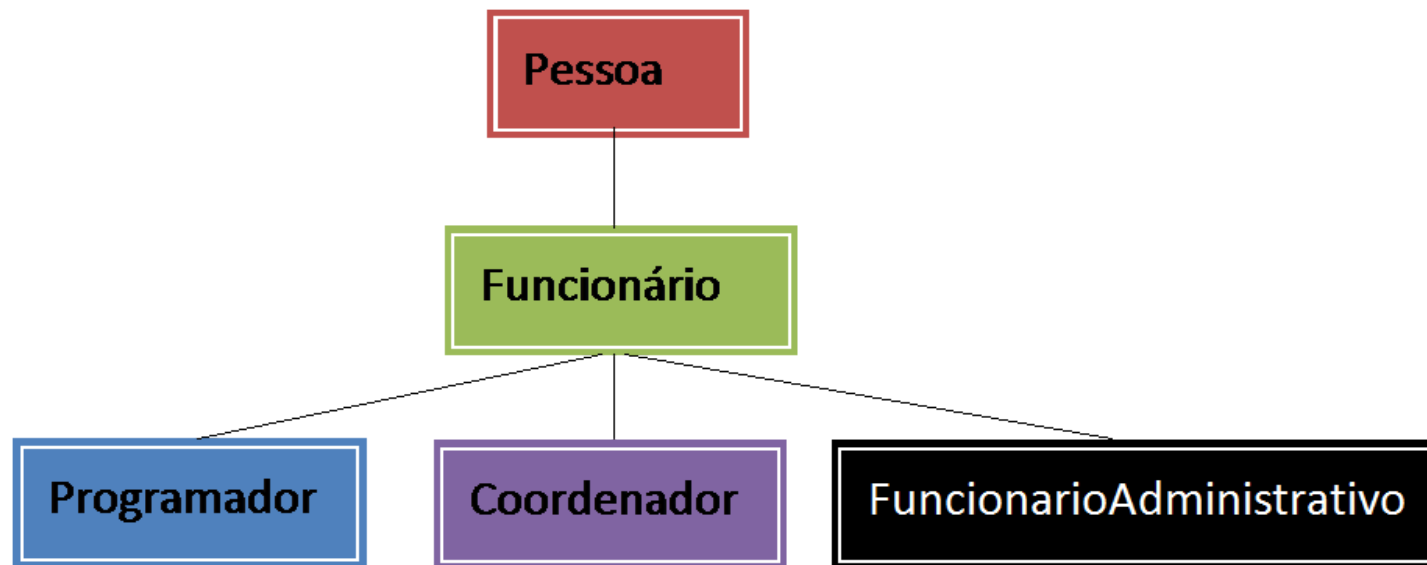 Pessoa
Funcionário
Programador
Coordenador
FuncionarioAdministrativo